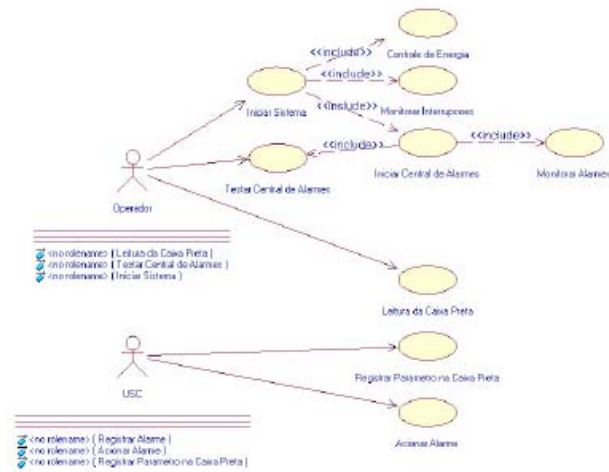 <<include>>
Controle de Energia
<<include>>
Iniciar Sistema
Monitorar Interrupcoes
<<include>>
<<include>>
<<include>>
Testar Central de Alarmes
Iniciar Central de Alarmes
Monitorar Alarmes
Operador
<no rolename> ( Leitura da Caixa Preta )
<no rolename> ( Testar Central de Alarmes )
<no rolename> ( Iniciar Sistema )
Leitura da Caixa Preta
USC
Registrar Parametro na Caixa Preta
<no rolename> ( Registrar Alarme )
<no rolename> ( Acionar Alarme )
<no rolename> ( Registrar Parametro na Caixa Preta )
Acionar Alarme